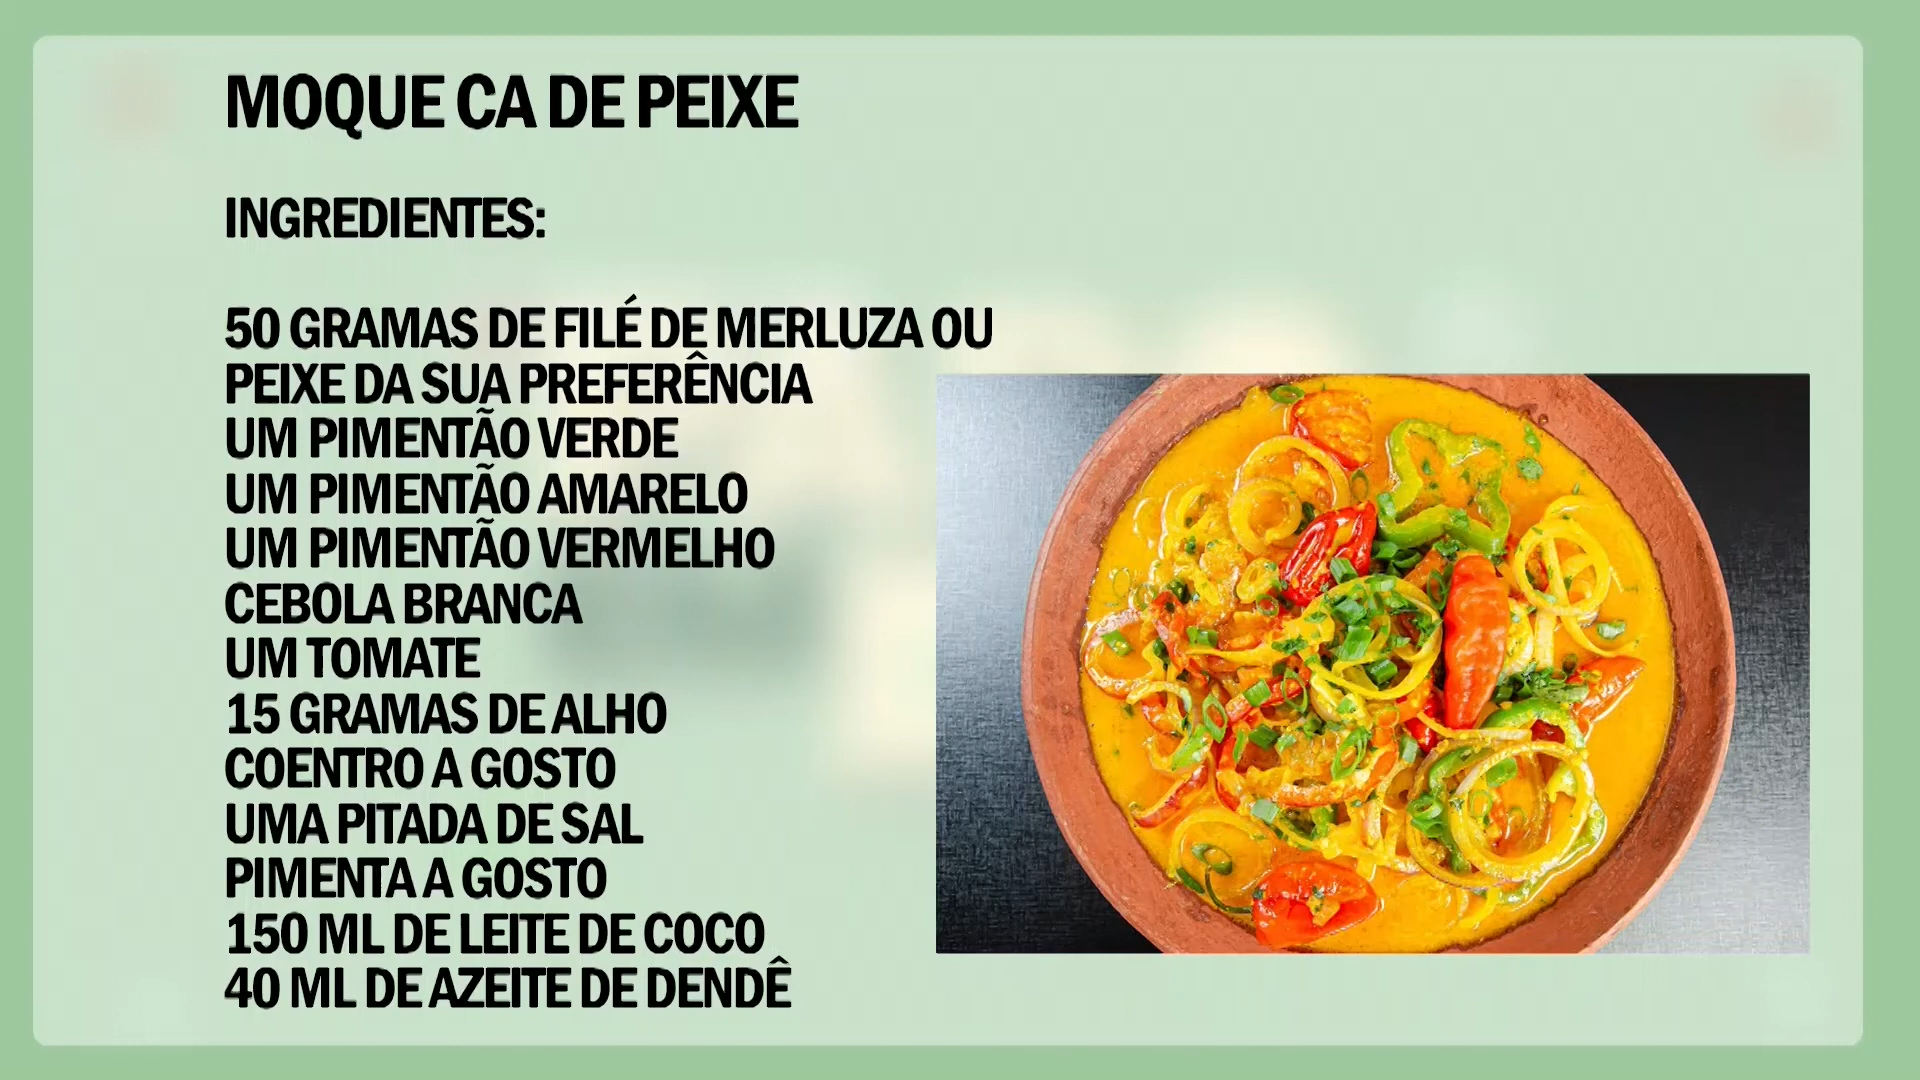 MOQUE CA DE PEIXE
INGREDIENTES:
50 GRAMAS DE FILÉ DE MERLUZA OU
PEIXE DA SUA PREFERÊNCIA
UM PIMENTÃO VERDE
UM PIMENTÃO AMARELO
UM PIMENTÃO VERMELHO
CEBOLA BRANCA
UM TOMATE
15 GRAMAS DE ALHO
COENTRO A GOSTO
UMA PITADA DE SAL
PIMENTA A GOSTO
150 ML DE LEITE DE COCO
40 ML DE AZEITE DE DENDÊ